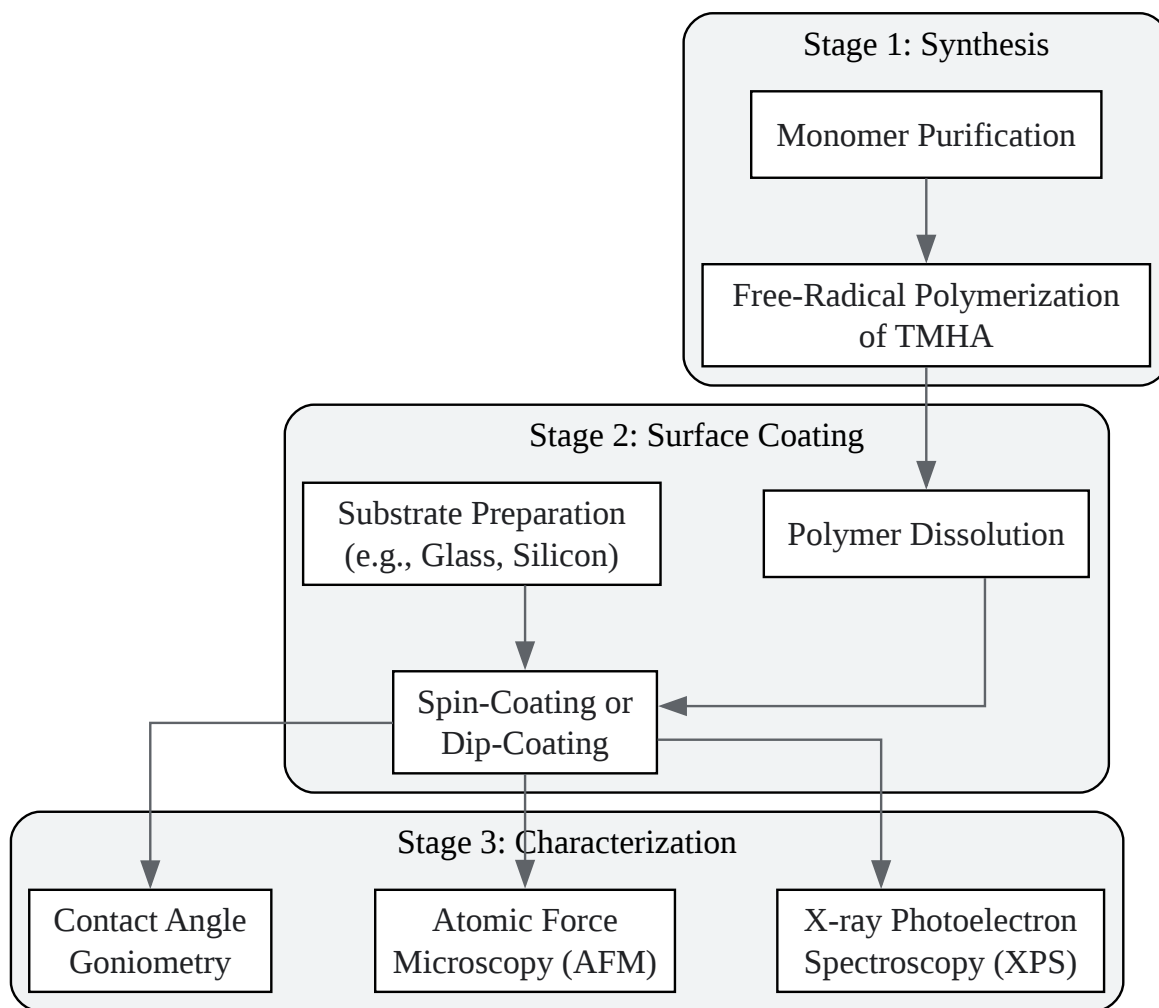 Stage 1: Synthesis
Monomer Purification
Free-Radical Polymerization
of TMHA
Stage 2: Surface Coating
Substrate Preparation
(e.g., Glass, Silicon)
Polymer Dissolution
Spin-Coating or
Dip-Coating
Stage 3: Characterization
Contact Angle
Goniometry
Atomic Force
Microscopy (AFM)
X-ray Photoelectron
Spectroscopy (XPS)